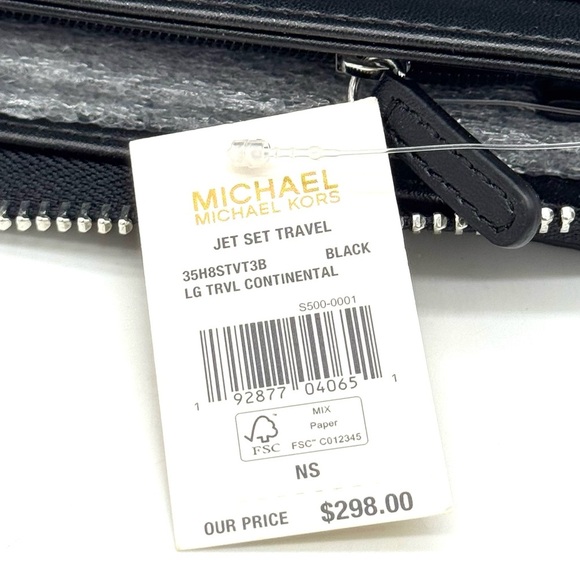 MICHAEL
MICHAEL KORS
JET SET TRAVEL
35H8STVT3B BLACK
LG TRVL CONTINENTAL
S500-0001
1 92877 04065 1
FSC™
MIX
Paper
FSC™ C012345
NS
OUR PRICE $298.00